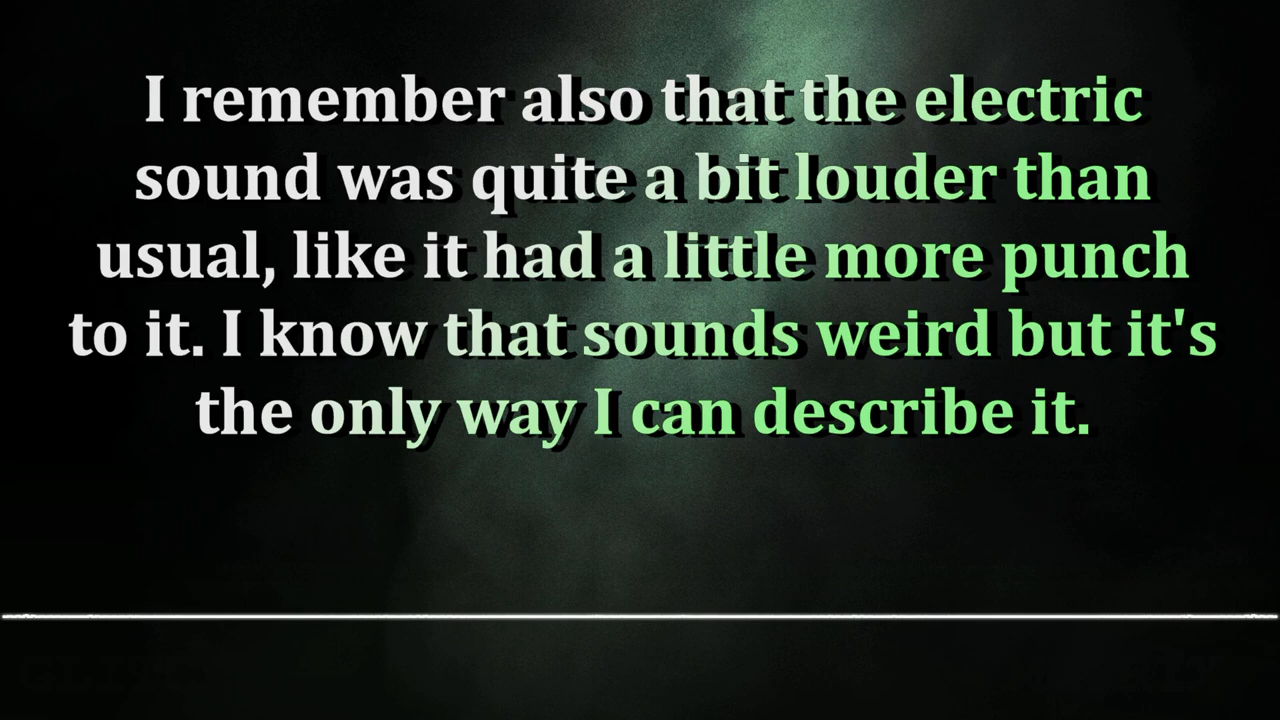 I remember also that the electric
sound was quite a bit louder than
usual, like it had a little more punch
to it. I know that sounds weird but it's
the only way I can describe it.